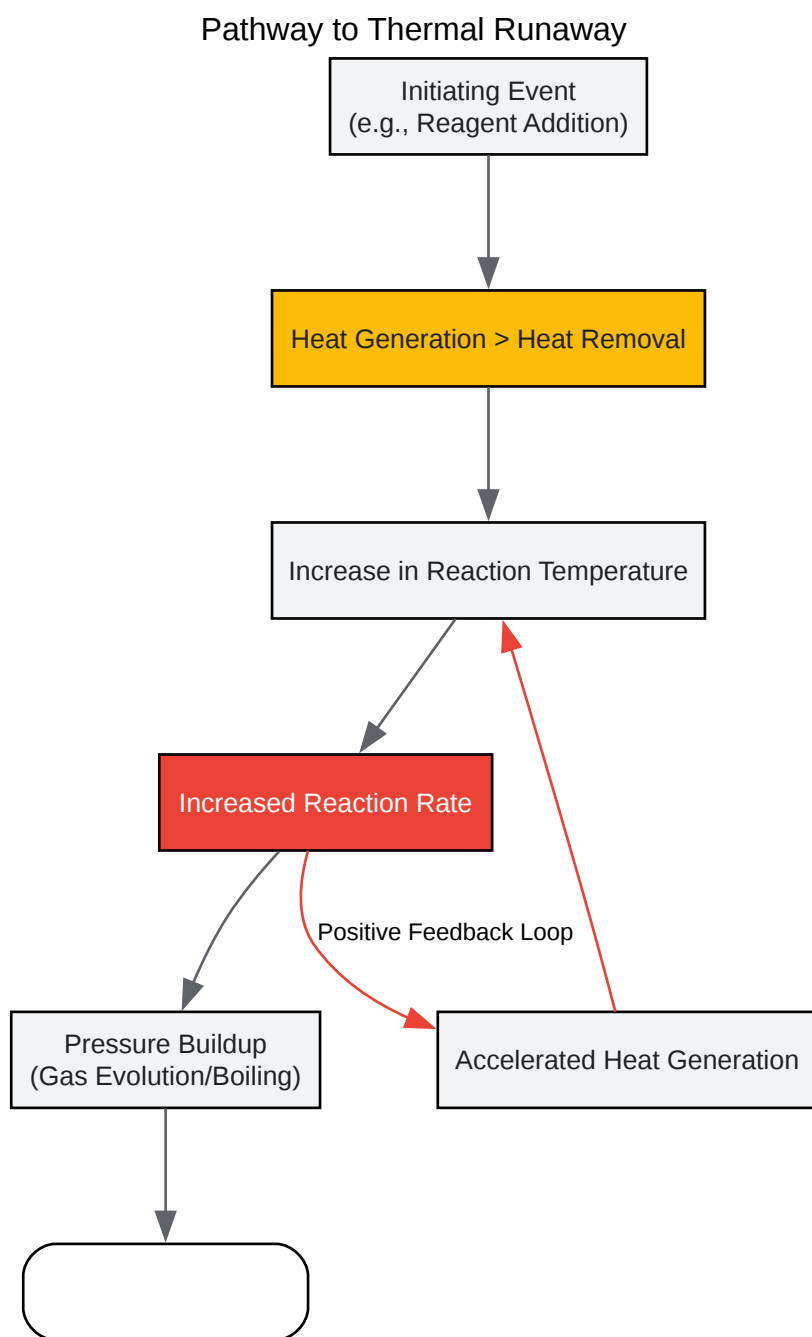 Pathway to Thermal Runaway
Initiating Event
(e.g., Reagent Addition)
Heat Generation > Heat Removal
Increase in Reaction Temperature
Increased Reaction Rate
Positive Feedback Loop
Pressure Buildup
(Gas Evolution/Boiling)
Accelerated Heat Generation